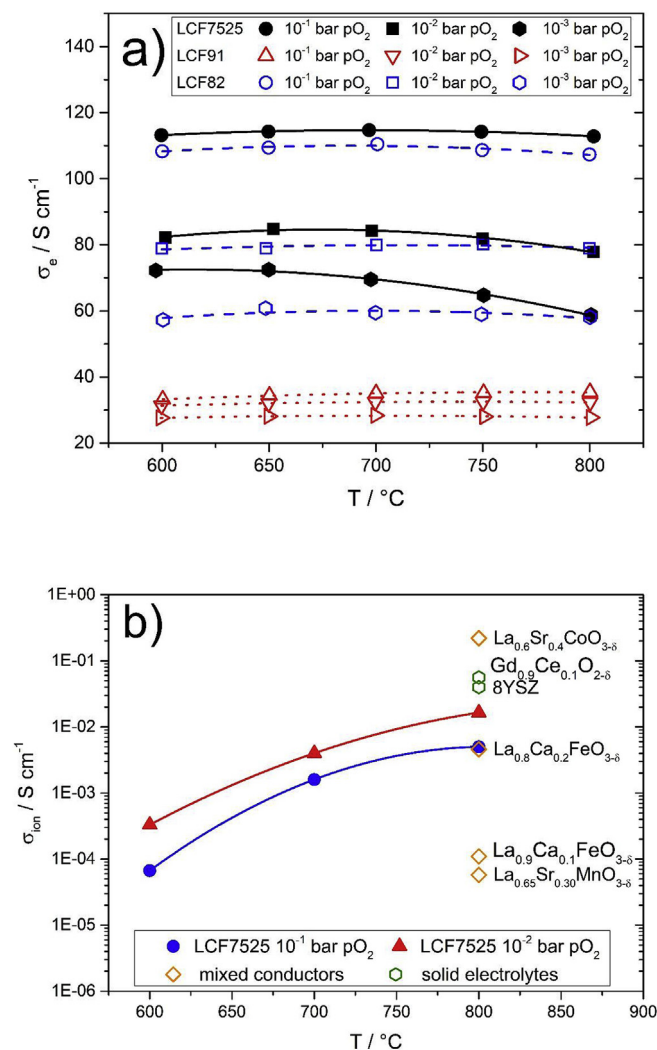 LCF7525 10⁻¹ bar pO₂ 10⁻² bar pO₂ 10⁻³ bar pO₂
LCF91 10⁻¹ bar pO₂ 10⁻² bar pO₂ 10⁻³ bar pO₂
LCF82 10⁻¹ bar pO₂ 10⁻² bar pO₂ 10⁻³ bar pO₂
a)
140
120
100
80
60
40
20
σₑ / S cm⁻¹
600 650 700 750 800
T / °C
b)
1E+00
1E-01
1E-02
1E-03
1E-04
1E-05
1E-06
σᵢₒₙ / S cm⁻¹
La₀.₆Sr₀.₄CoO₃₋δ
Gd₀.₉Ce₀.₁O₂₋δ
8YSZ
La₀.₈Ca₀.₂FeO₃₋δ
La₀.₉Ca₀.₁FeO₃₋δ
La₀.₆₅Sr₀.₃₀MnO₃₋δ
LCF7525 10⁻¹ bar pO₂ LCF7525 10⁻² bar pO₂
mixed conductors solid electrolytes
600 650 700 750 800 850 900
T / °C